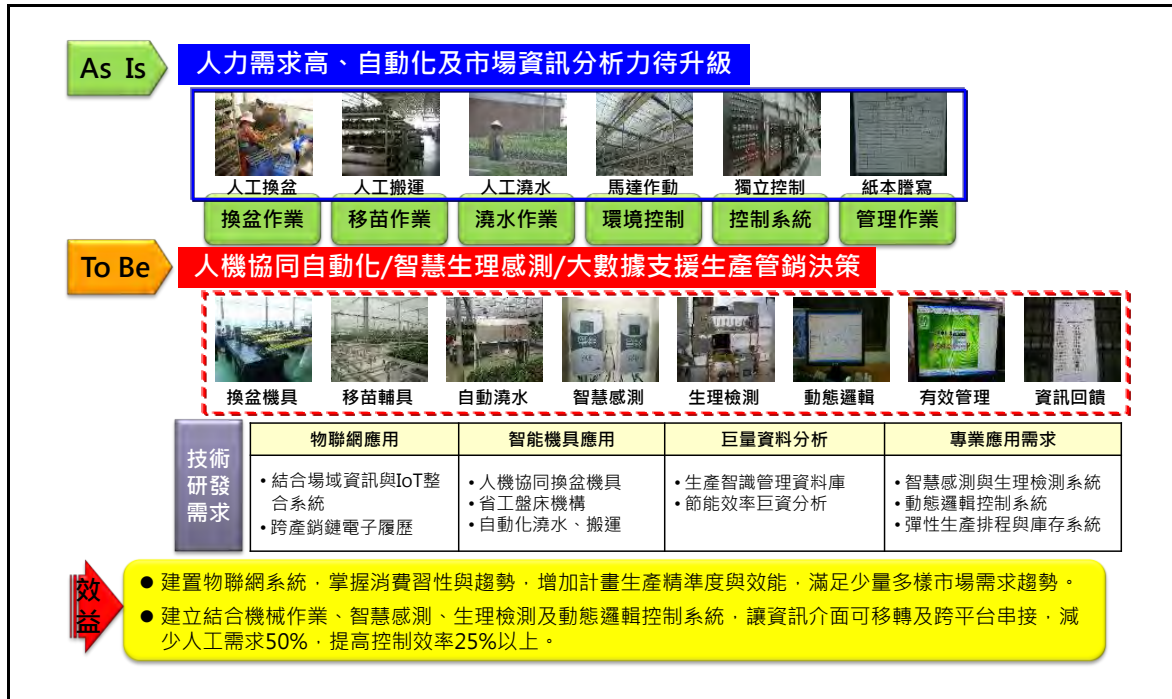 As Is
人力需求高、自動化及市場資訊分析力待升級
人工換盆 人工搬運 人工澆水 馬達作動 獨立控制 紙本謄寫
換盆作業 移苗作業 澆水作業 環境控制 控制系統 管理作業
To Be
人機協同自動化/智慧生理感測/大數據支援生產管銷決策
換盆機具 移苗輔具 自動澆水 智慧感測 生理檢測 動態邏輯 有效管理 資訊回饋
技術
研發
需求
物聯網應用
• 結合場域資訊與IoT整
合系統
• 跨產銷鏈電子履歷
智能機具應用
• 人機協同換盆機具
• 省工盤床機構
• 自動化澆水、搬運
巨量資料分析
• 生產智識管理資料庫
• 節能效率巨資分析
專業應用需求
• 智慧感測與生理檢測系統
• 動態邏輯控制系統
• 彈性生產排程與庫存系統
效
益
● 建置物聯網系統，掌握消費習性與趨勢，增加計畫生產精準度與效能，滿足少量多樣市場需求趨勢。
● 建立結合機械作業、智慧感測、生理檢測及動態邏輯控制系統，讓資訊介面可移轉及跨平台串接，減
少人工需求50%，提高控制效率25%以上。